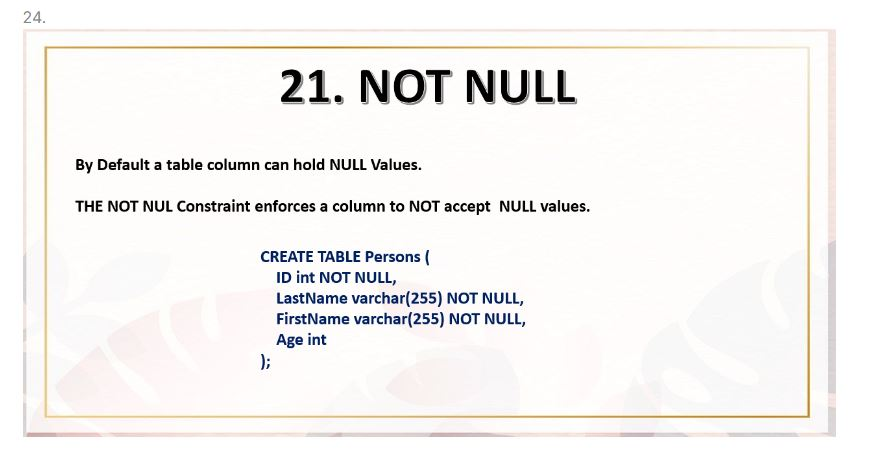 24.
21. NOT NULL
By Default a table column can hold NULL Values.
THE NOT NUL Constraint enforces a column to NOT accept  NULL values.
CREATE TABLE Persons (
    ID int NOT NULL,
    LastName varchar(255) NOT NULL,
    FirstName varchar(255) NOT NULL,
    Age int
);